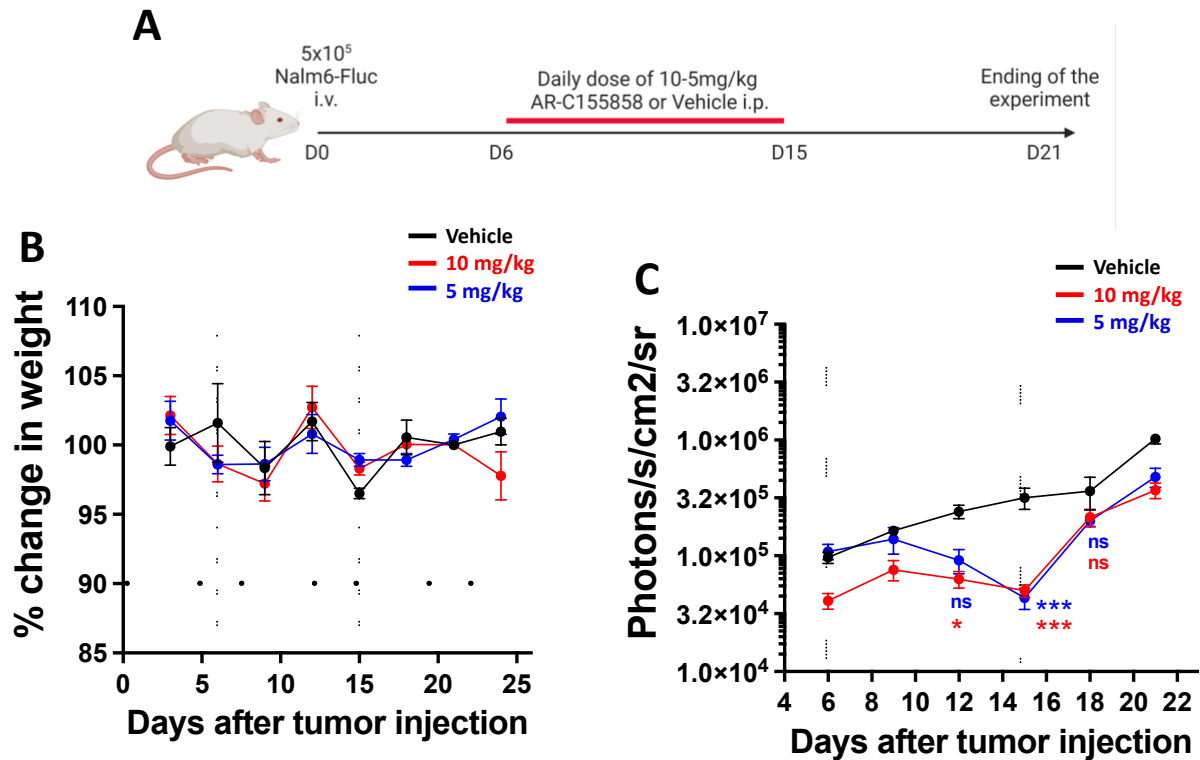 A
5x10⁵
Nalm6-Fluc
i.v.
Daily dose of 10-5mg/kg
AR-C155858 or Vehicle i.p.
Ending of the
experiment
D0
D6
D15
D21
B
Vehicle
10 mg/kg
5 mg/kg
% change in weight
110
105
100
95
90
85
0
5
10
15
20
25
Days after tumor injection
C
Vehicle
10 mg/kg
5 mg/kg
Photons/s/cm2/sr
1.0×10⁷
3.2×10⁶
1.0×10⁶
3.2×10⁵
1.0×10⁵
3.2×10⁴
1.0×10⁴
ns
*
***
***
ns
ns
4
6
8
10
12
14
16
18
20
22
Days after tumor injection